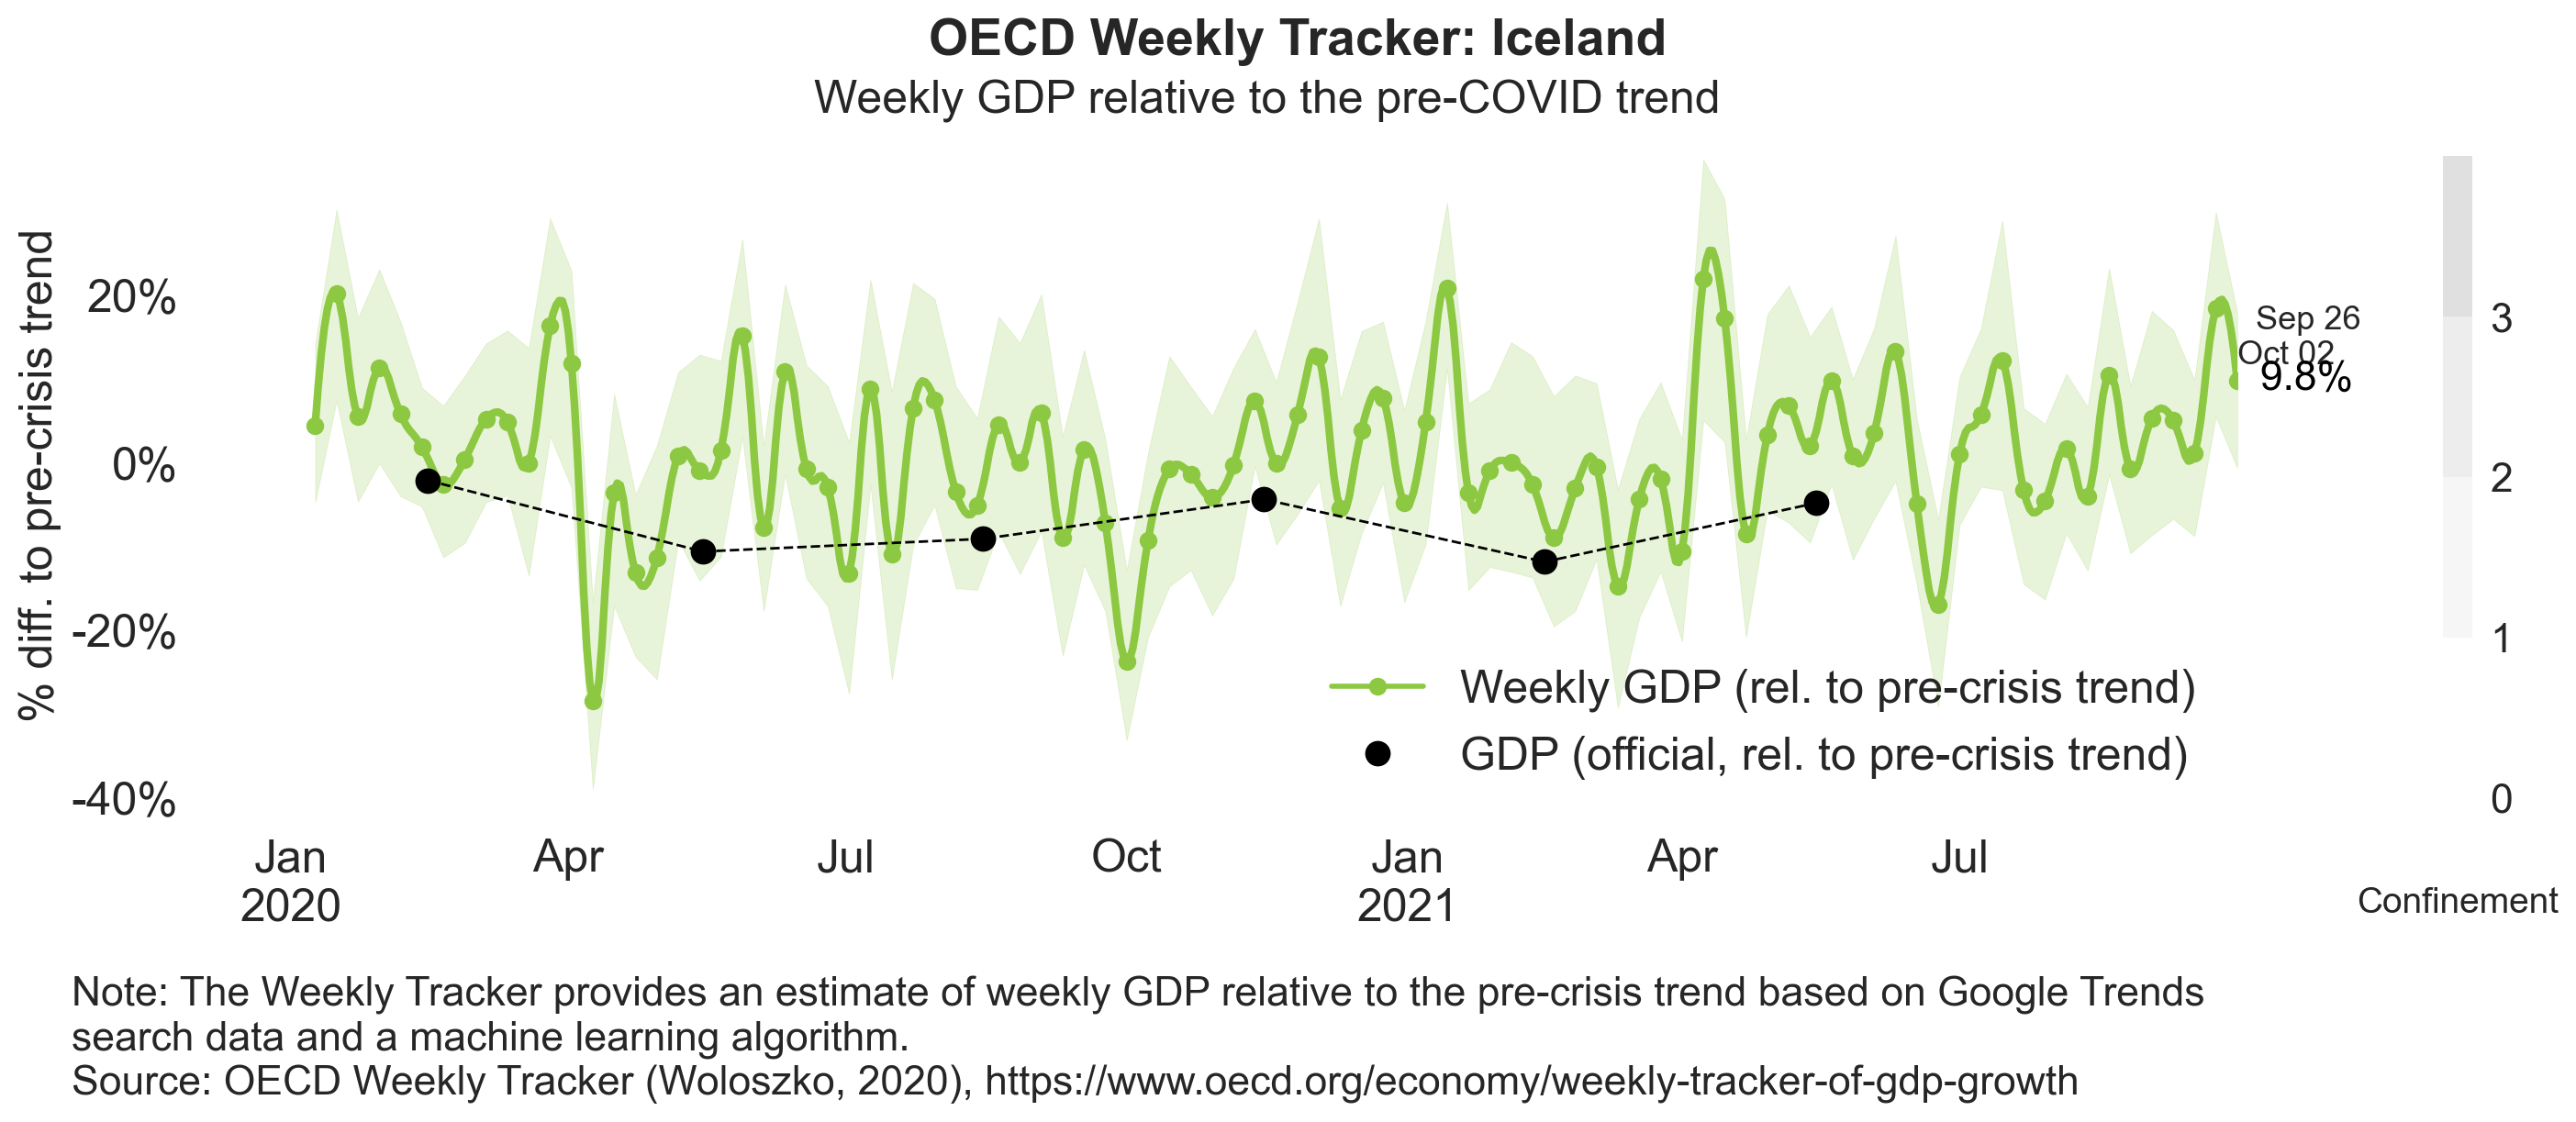 OECD Weekly Tracker: Iceland
Weekly GDP relative to the pre-COVID trend
% diff. to pre-crisis trend
20%
0%
-20%
-40%
Sep 26
Oct 02
9.8%
3
2
1
0
Weekly GDP (rel. to pre-crisis trend)
GDP (official, rel. to pre-crisis trend)
Jan
2020
Apr
Jul
Oct
Jan
2021
Apr
Jul
Confinement
Note: The Weekly Tracker provides an estimate of weekly GDP relative to the pre-crisis trend based on Google Trends
search data and a machine learning algorithm.
Source: OECD Weekly Tracker (Woloszko, 2020), https://www.oecd.org/economy/weekly-tracker-of-gdp-growth